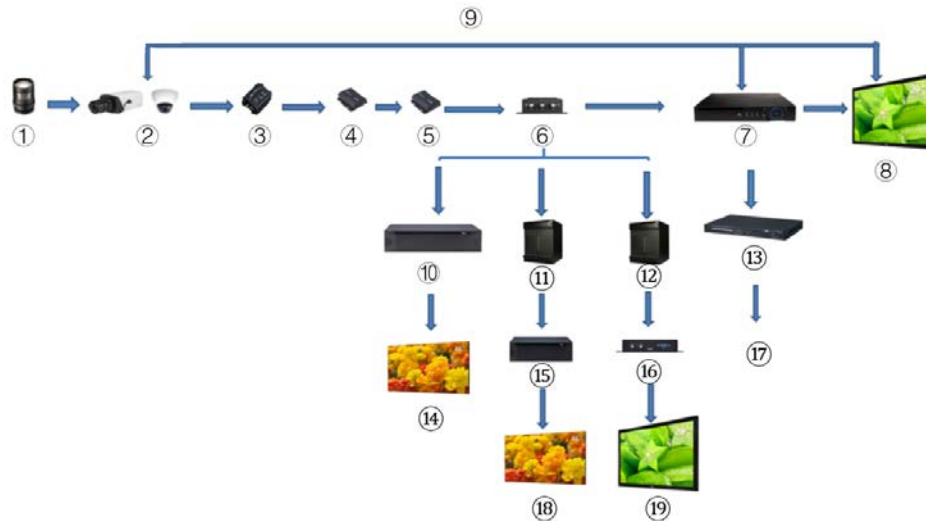 ⑨
① ② ③ ④ ⑤ ⑥ ⑦ ⑧
⑩ ⑪ ⑫ ⑬
⑭ ⑮ ⑯ ⑰
⑱ ⑲